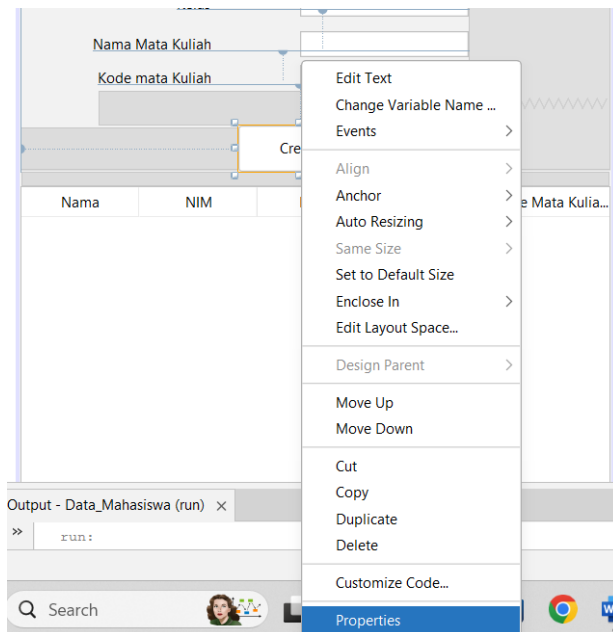 Nama Mata Kuliah
Kode mata Kuliah
Cre
Nama NIM e Mata Kulia...
Edit Text
Change Variable Name ...
Events
Align
Anchor
Auto Resizing
Same Size
Set to Default Size
Enclose In
Edit Layout Space...
Design Parent
Move Up
Move Down
Cut
Copy
Duplicate
Delete
Customize Code...
Properties
Output - Data_Mahasiswa (run) ×
» run:
Search